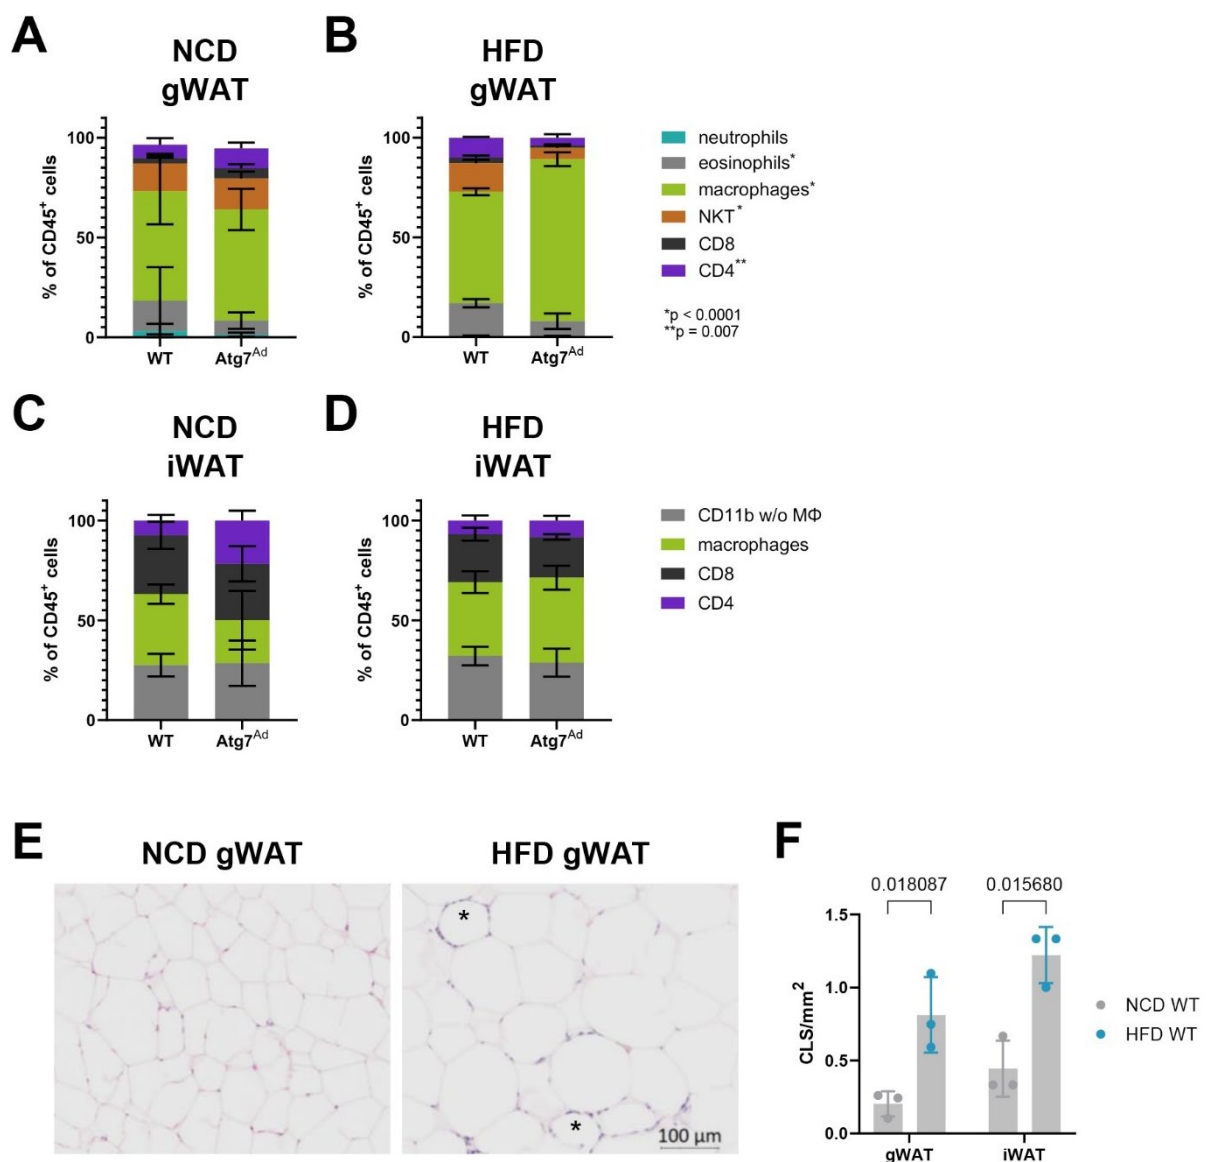 A
NCD
gWAT
% of CD45⁺ cells
100
50
0
WT
Atg7ᴬᵈ
B
HFD
gWAT
% of CD45⁺ cells
100
50
0
WT
Atg7ᴬᵈ
neutrophils
eosinophils*
macrophages*
NKT*
CD8
CD4**
*p < 0.0001
**p = 0.007
C
NCD
iWAT
% of CD45⁺ cells
100
50
0
WT
Atg7ᴬᵈ
D
HFD
iWAT
% of CD45⁺ cells
100
50
0
WT
Atg7ᴬᵈ
CD11b w/o MΦ
macrophages
CD8
CD4
E
NCD gWAT
HFD gWAT
*
*
100 µm
F
0.018087
0.015680
CLS/mm²
1.5
1.0
0.5
0.0
gWAT
iWAT
NCD WT
HFD WT